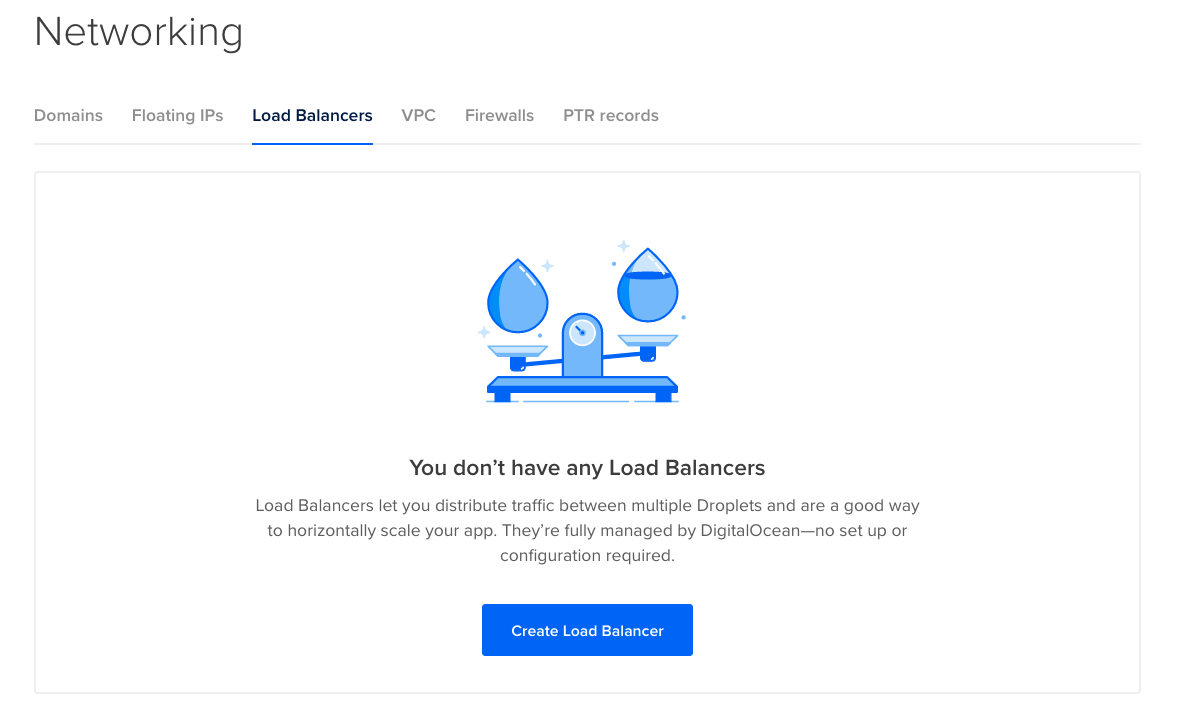 Networking
Domains Floating IPs Load Balancers VPC Firewalls PTR records
You don’t have any Load Balancers
Load Balancers let you distribute traffic between multiple Droplets and are a good way
to horizontally scale your app. They’re fully managed by DigitalOcean—no set up or
configuration required.
Create Load Balancer